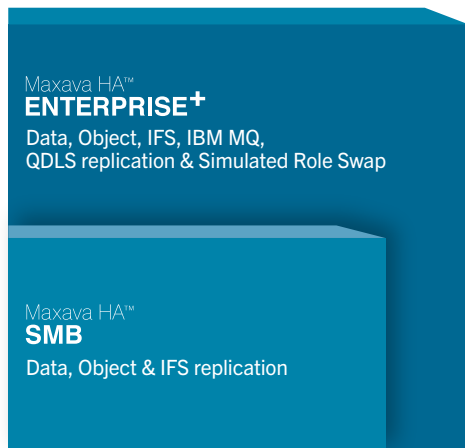 Maxava HA™
ENTERPRISE+
Data, Object, IFS, IBM MQ,
QDLS replication & Simulated Role Swap
Maxava HA™
SMB
Data, Object & IFS replication